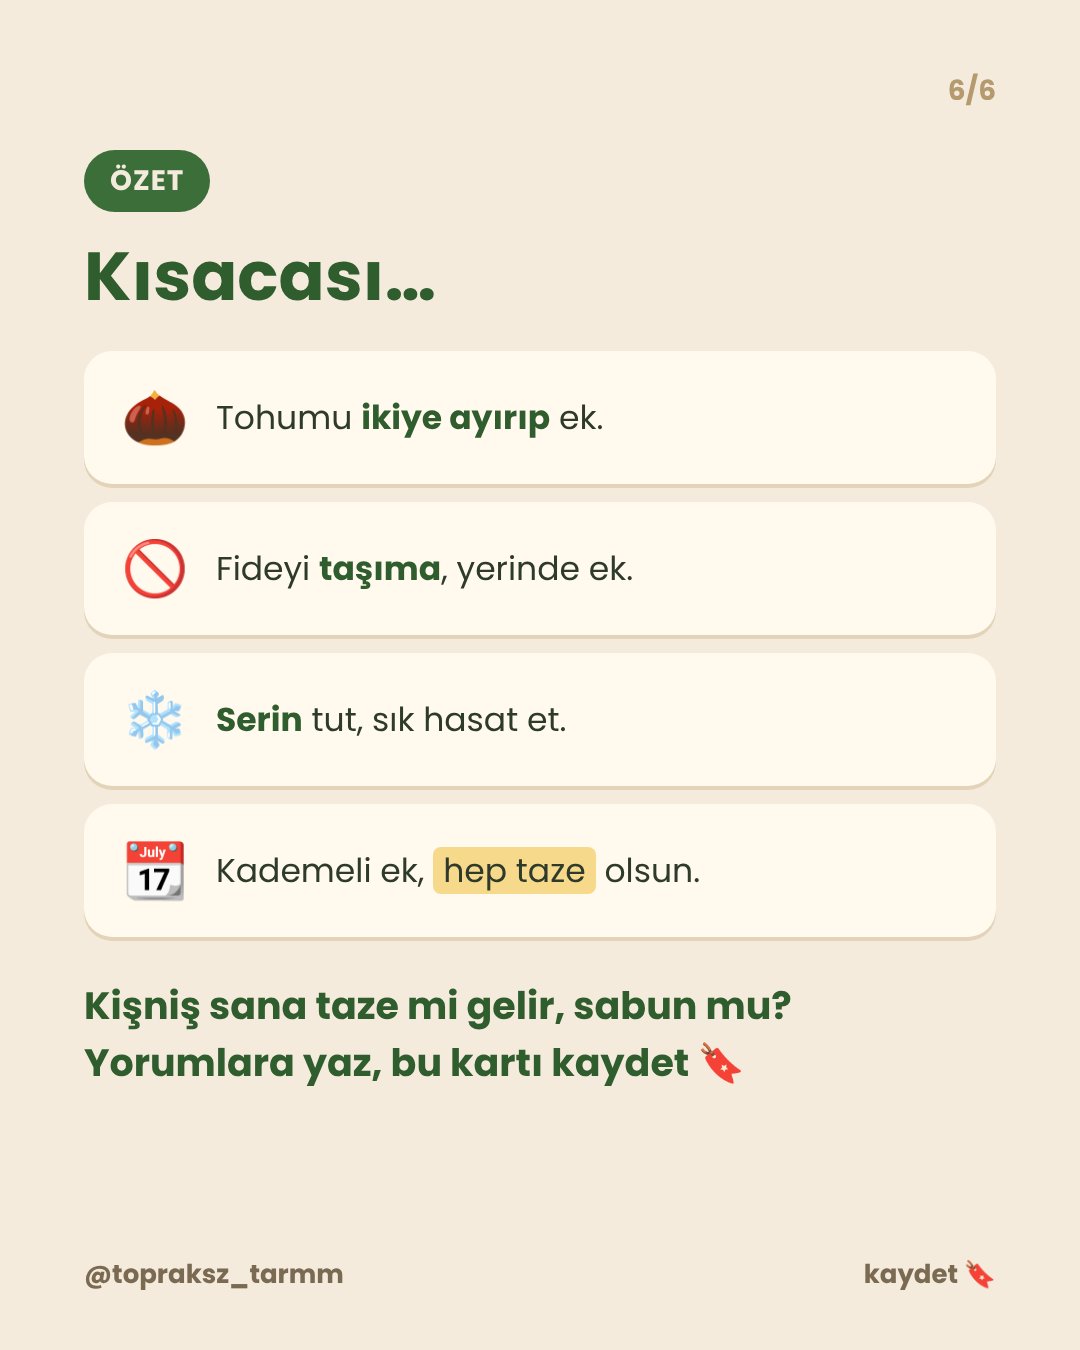 6/6
ÖZET
Kısacası...
Tohumu ikiye ayırıp ek.
Fideyi taşıma, yerinde ek.
Serin tut, sık hasat et.
July
17
Kademeli ek, hep taze olsun.
Kişniş sana taze mi gelir, sabun mu?
Yorumlara yaz, bu kartı kaydet
@topraksz_tarmm
kaydet